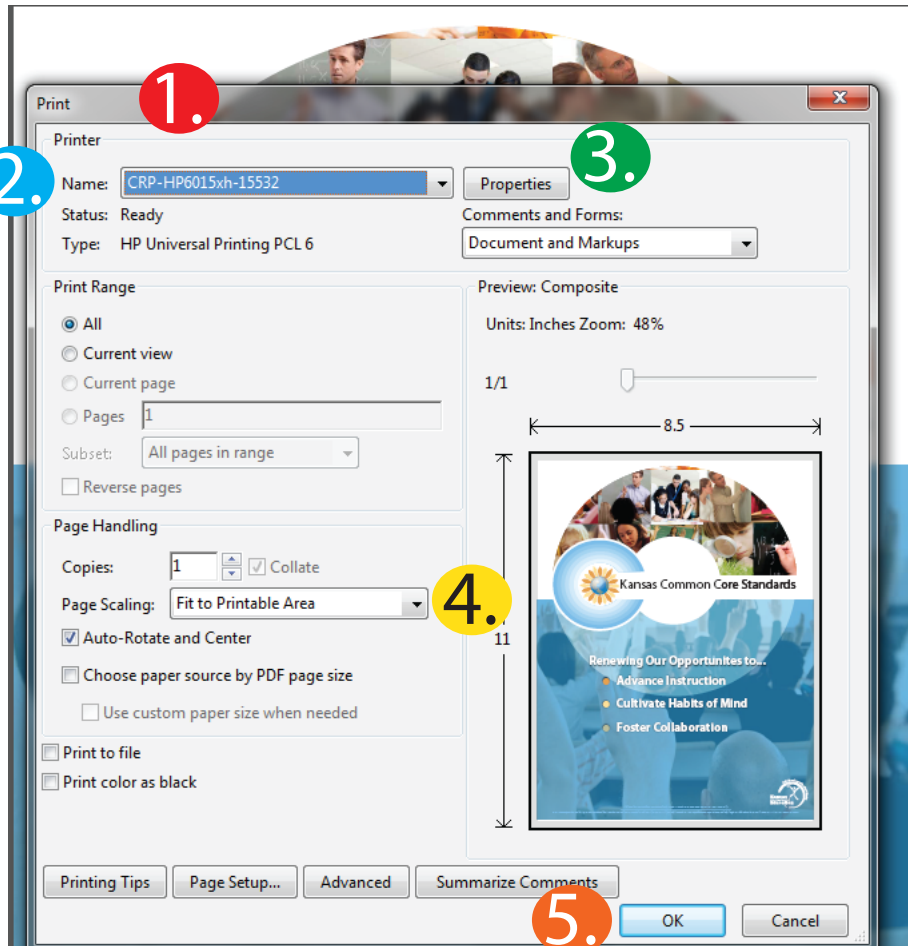 Print
1.
Printer
2.
3.
Name: CRP-HP6015xh-15532 Properties
Status: Ready Comments and Forms:
Type: HP Universal Printing PCL 6 Document and Markups
Print Range
All
Current view
Current page
Pages 1
Subset: All pages in range
Reverse pages
Page Handling
Copies: 1 Collate
Page Scaling: Fit to Printable Area
4.
Auto-Rotate and Center
Choose paper source by PDF page size
Use custom paper size when needed
Print to file
Print color as black
Preview: Composite
Units: Inches Zoom: 48%
1/1
8.5
11
Kansas Common Core Standards
Renewing Our Opportunites to...
Advance Instruction
Cultivate Habits of Mind
Foster Collaboration
Printing Tips Page Setup... Advanced Summarize Comments
5.
OK Cancel